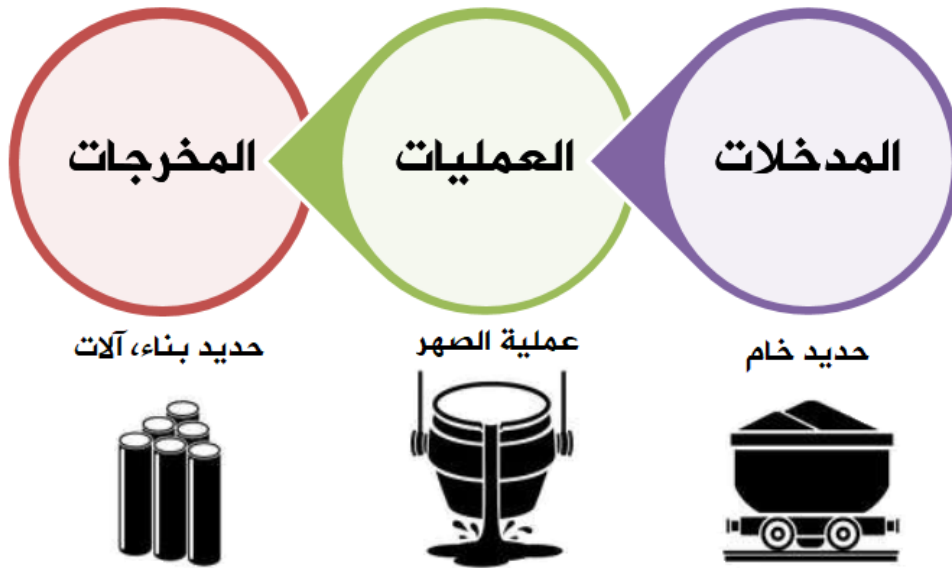 المدخلات
العمليات
المخرجات
حديد خام
عملية الصهر
حديد بناء، آلات